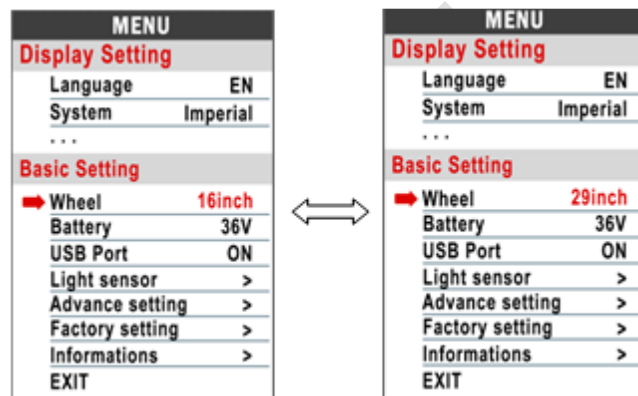 MENU
Display Setting
Language EN
System Imperial
...
Basic Setting
Wheel 16inch
Battery 36V
USB Port ON
Light sensor >
Advance setting >
Factory setting >
Informations >
EXIT
MENU
Display Setting
Language EN
System Imperial
...
Basic Setting
Wheel 29inch
Battery 36V
USB Port ON
Light sensor >
Advance setting >
Factory setting >
Informations >
EXIT